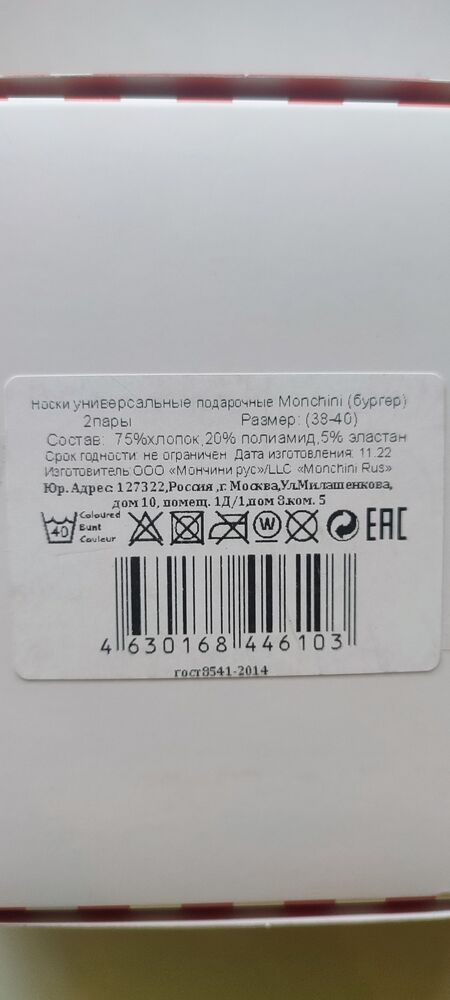 Носки универсальные подарочные Monchini (бургер)
2пары Размер: (38-40)
Состав: 75%хлопок,20% полиамид,5% эластан
Срок годности: не ограничен Дата изготовления: 11.22
Изготовитель ООО «Мончини рус»/LLC «Monchini Rus»
Юр. Адрес: 127322,Россия ,г. Москва,Ул.Милашенкова,
дом 10, помещ. 1Д/1,пом 3.ком. 5
40 Coloured
Bunt
Couleur
W
EAC
4 630168 446103
гост8541-2014